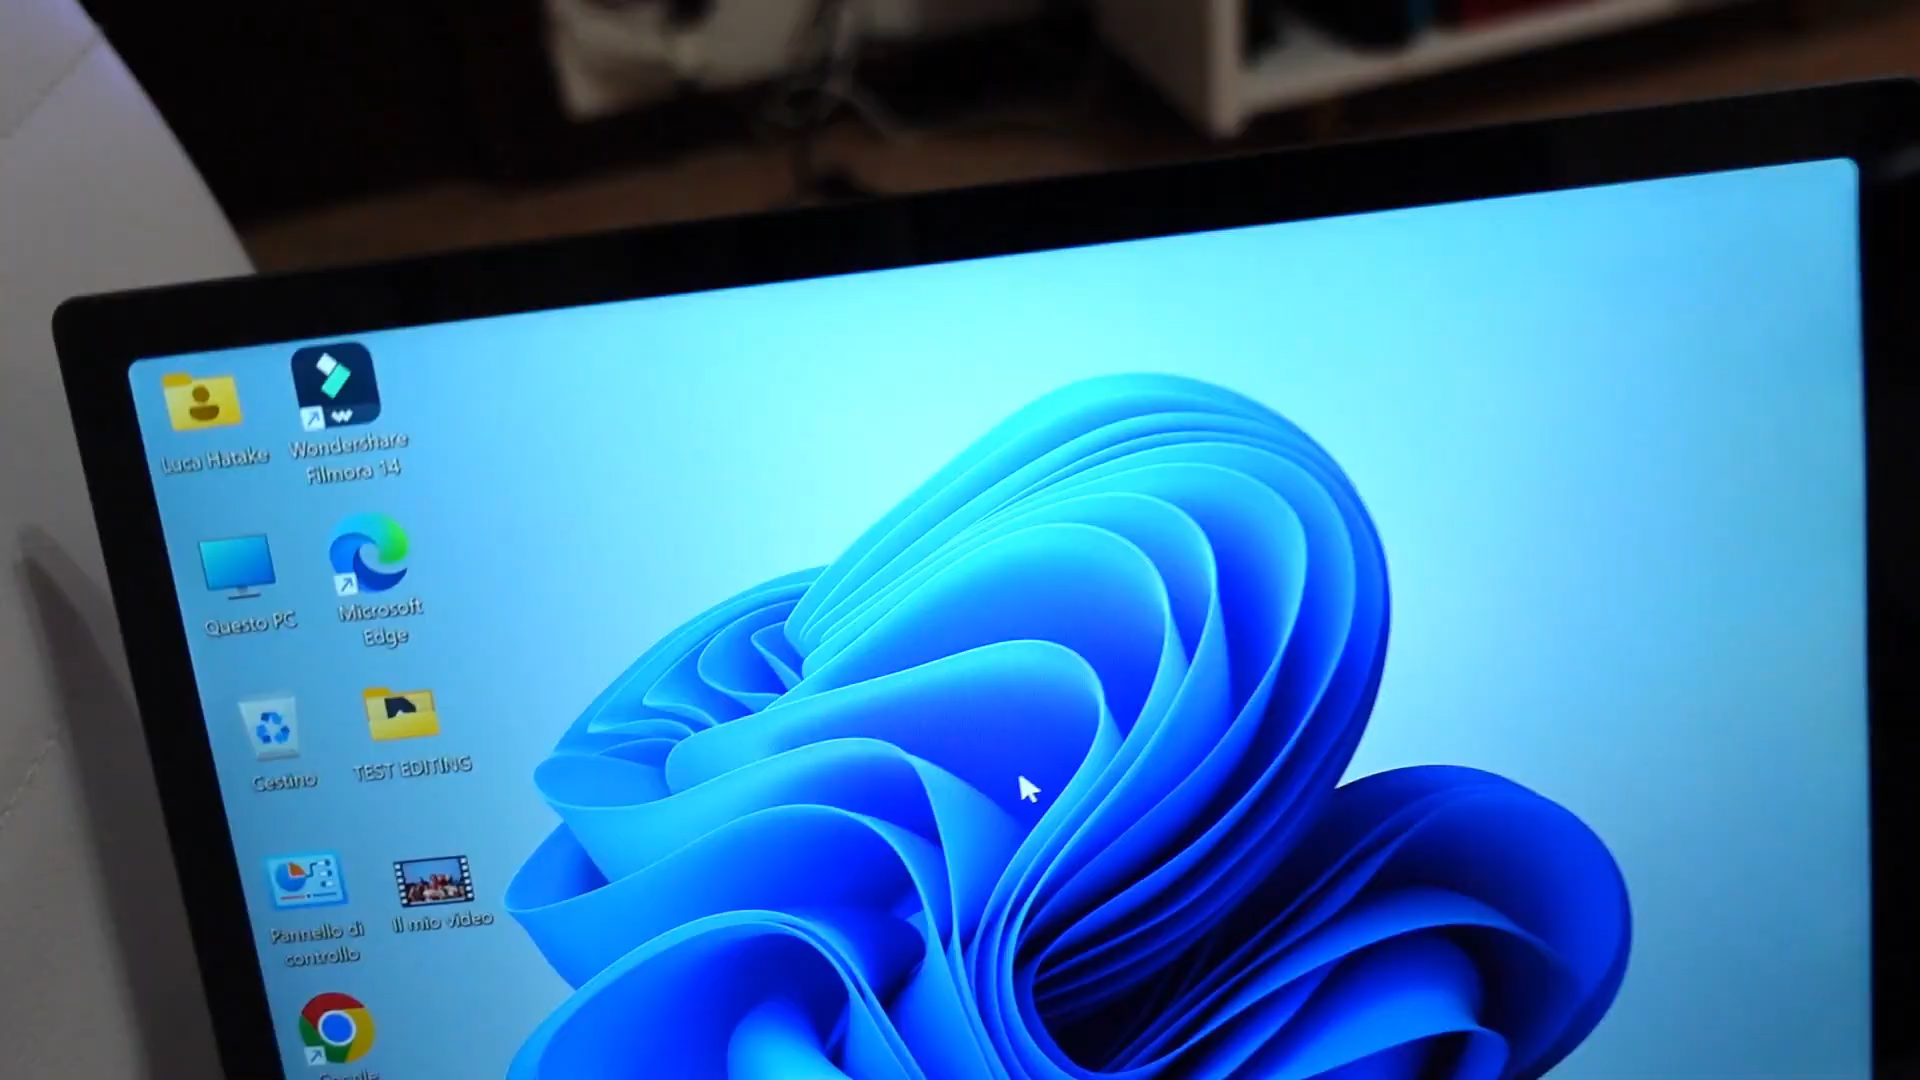 Luca Hatake
Wondershare
Filmora 14
Questo PC
Microsoft
Edge
Cestino
TEST EDITING
Pannello di
controllo
Il mio video